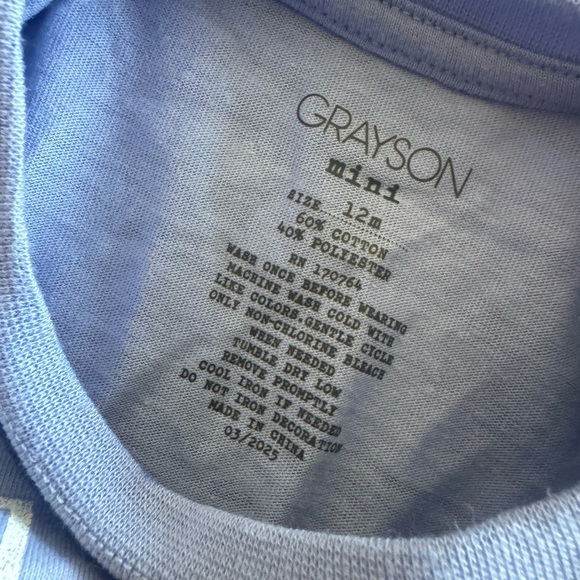 GRAYSON
mini
SIZE 12m
60% COTTON
40% POLYESTER
RN 170764
WASH ONCE BEFORE WEARING
MACHINE WASH COLD WITH
LIKE COLORS.GENTLE CYCLE
ONLY NON-CHLORINE BLEACH
WHEN NEEDED
TUMBLE DRY LOW
REMOVE PROMPTLY
COOL IRON IF NEEDED
DO NOT IRON DECORATION
MADE IN CHINA
03/2025